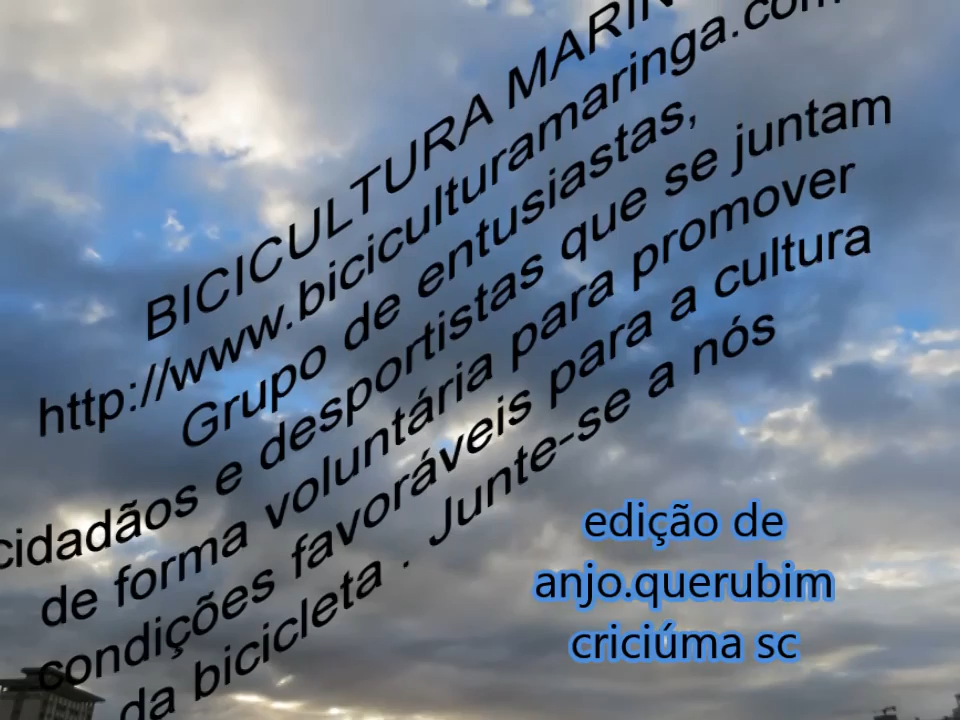 BICICULTURA MARIN
http://www.biciculturamaringa.com
Grupo de entusiastas,
cidadãos e desportistas que se juntam
de forma voluntária para promover
condições favoráveis para a cultura
da bicicleta . Junte-se a nós
edição de
anjo.querubim
criciúma sc